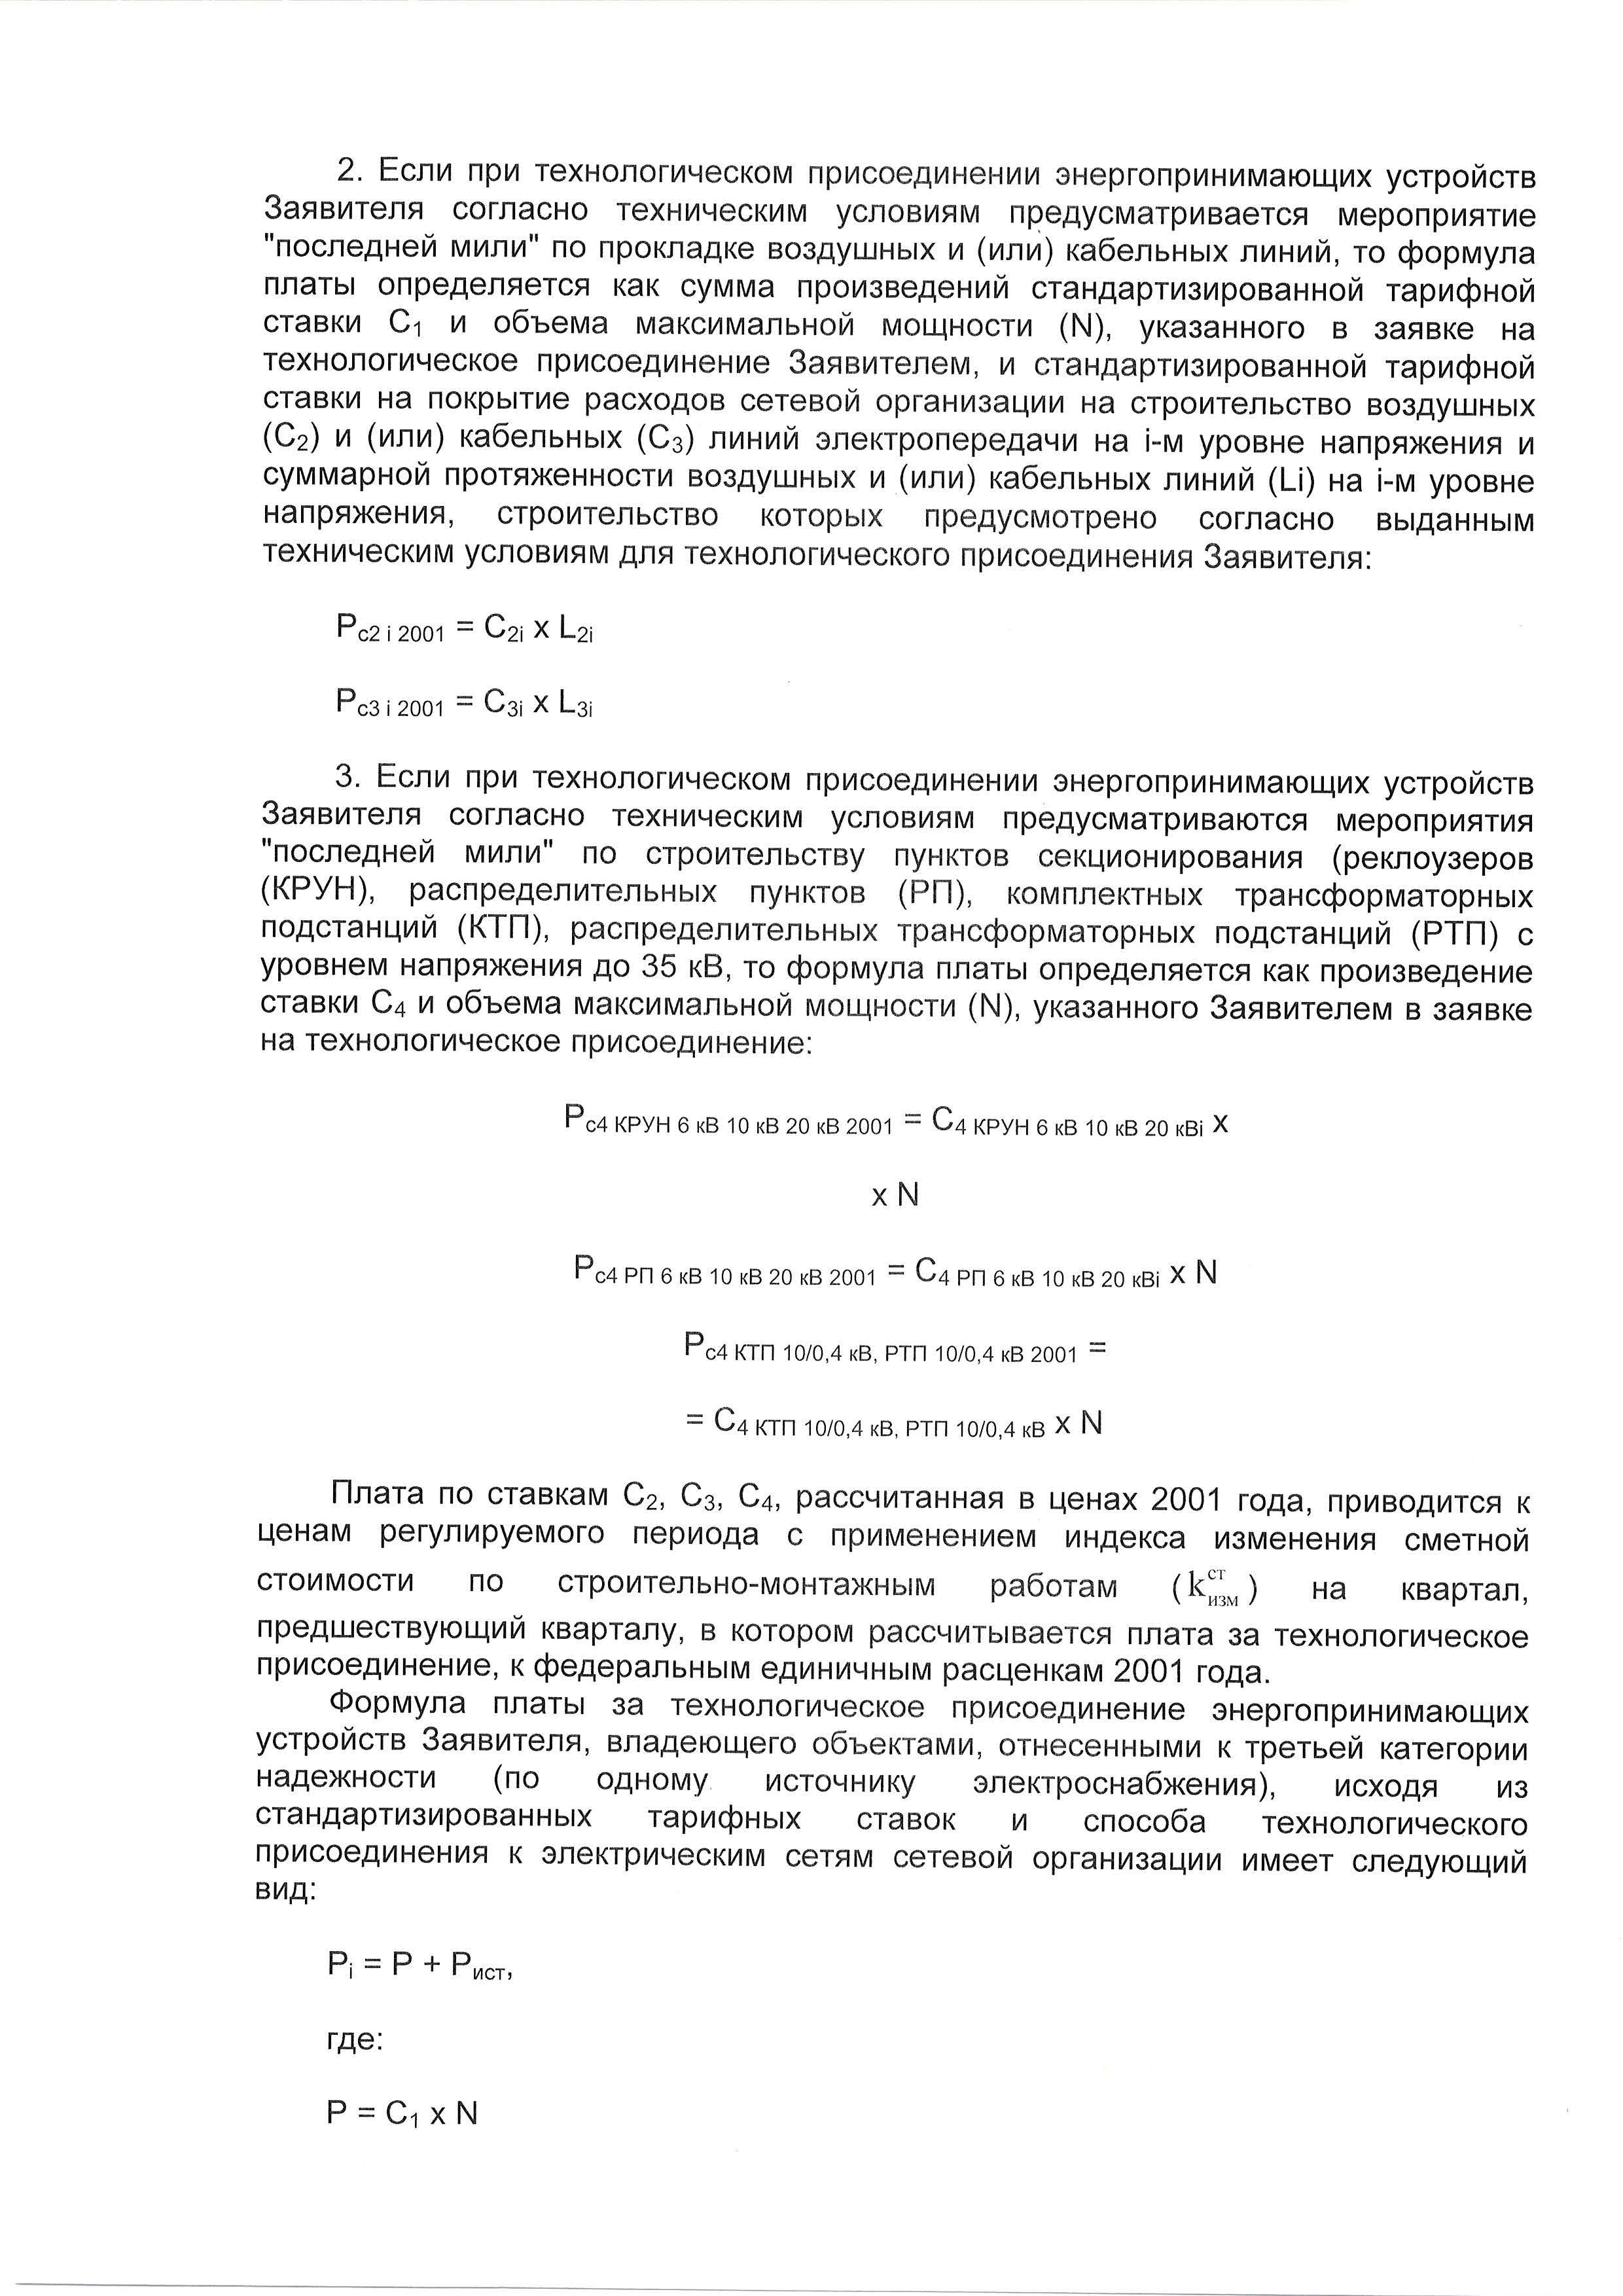 2. Если при технологическом присоединении энергопринимающих устройств
Заявителя согласно техническим условиям предусматривается мероприятие
"последней мили" по прокладке воздушных и (или) кабельных линий, то формула
платы определяется как сумма произведений стандартизированной тарифной
ставки С₁ и объема максимальной мощности (N), указанного в заявке на
технологическое присоединение Заявителем, и стандартизированной тарифной
ставки на покрытие расходов сетевой организации на строительство воздушных
(С₂) и (или) кабельных (С₃) линий электропередачи на i-м уровне напряжения и
суммарной протяженности воздушных и (или) кабельных линий (Li) на i-м уровне
напряжения, строительство которых предусмотрено согласно выданным
техническим условиям для технологического присоединения Заявителя:
Рс2 i 2001 = С2i х L2i
Рс3 i 2001 = С3i х L3i
3. Если при технологическом присоединении энергопринимающих устройств
Заявителя согласно техническим условиям предусматриваются мероприятия
"последней мили" по строительству пунктов секционирования (реклоузеров
(КРУН), распределительных пунктов (РП), комплектных трансформаторных
подстанций (КТП), распределительных трансформаторных подстанций (РТП) с
уровнем напряжения до 35 кВ, то формула платы определяется как произведение
ставки С₄ и объема максимальной мощности (N), указанного Заявителем в заявке
на технологическое присоединение:
Рс4 КРУН 6 кВ 10 кВ 20 кВ 2001 = С4 КРУН 6 кВ 10 кВ 20 кВi х
х N
Рс4 РП 6 кВ 10 кВ 20 кВ 2001 = С4 РП 6 кВ 10 кВ 20 кВi х N
Рс4 КТП 10/0,4 кВ, РТП 10/0,4 кВ 2001 =
= С4 КТП 10/0,4 кВ, РТП 10/0,4 кВ х N
Плата по ставкам С₂, С₃, С₄, рассчитанная в ценах 2001 года, приводится к
ценам регулируемого периода с применением индекса изменения сметной
стоимости по строительно-монтажным работам (k ст изм) на квартал,
предшествующий кварталу, в котором рассчитывается плата за технологическое
присоединение, к федеральным единичным расценкам 2001 года.
Формула платы за технологическое присоединение энергопринимающих
устройств Заявителя, владеющего объектами, отнесенными к третьей категории
надежности (по одному источнику электроснабжения), исходя из
стандартизированных тарифных ставок и способа технологического
присоединения к электрическим сетям сетевой организации имеет следующий
вид:
Рi = Р + Рист,
где:
Р = С₁ х N